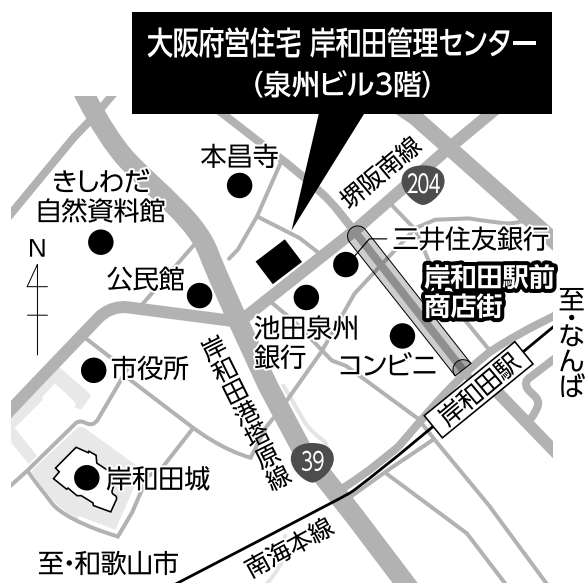 大阪府営住宅 岸和田管理センター
（泉州ビル3階）
本昌寺
堺阪南線
204
きしわだ
自然資料館
N
三井住友銀行
公民館
岸和田駅前
商店街
至・なんば
池田泉州
銀行
コンビニ
市役所
岸和田港塔原線
岸和田駅
39
岸和田城
南海本線
至・和歌山市